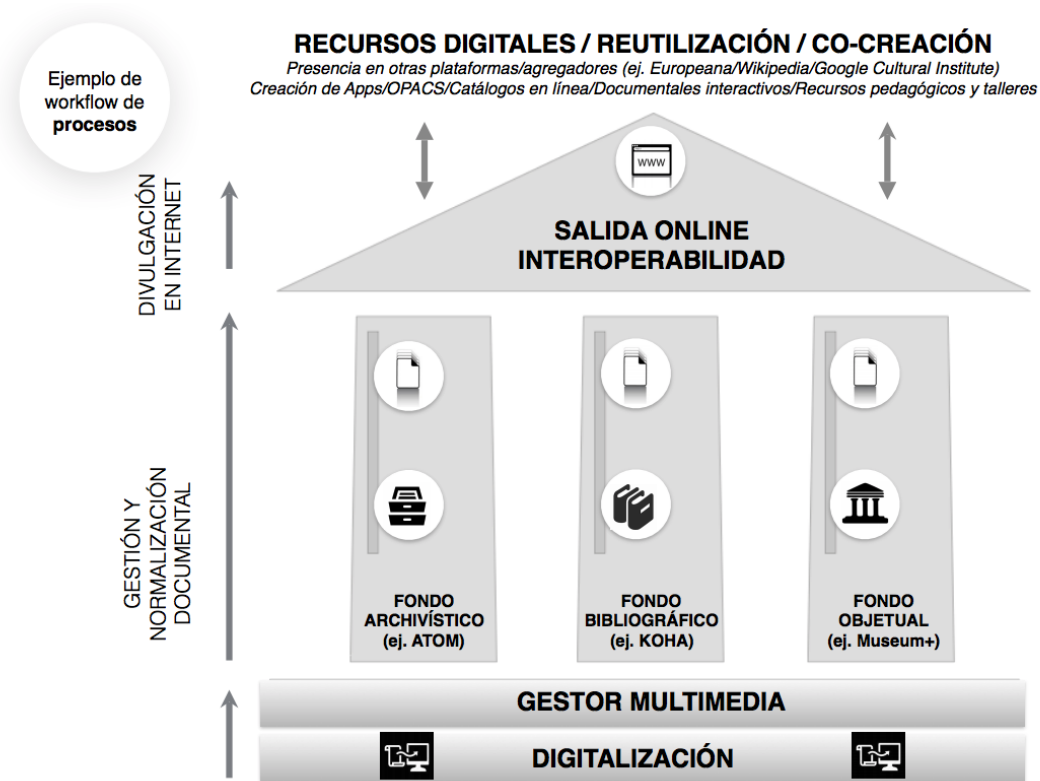 Ejemplo de
workflow de
procesos
RECURSOS DIGITALES / REUTILIZACIÓN / CO-CREACIÓN
Presencia en otras plataformas/agregadores (ej. Europeana/Wikipedia/Google Cultural Institute)
Creación de Apps/OPACS/Catálogos en línea/Documentales interactivos/Recursos pedagógicos y talleres
DIVULGACIÓN
EN INTERNET
www
SALIDA ONLINE
INTEROPERABILIDAD
GESTIÓN Y
NORMALIZACIÓN
DOCUMENTAL
FONDO
ARCHIVÍSTICO
(ej. ATOM)
FONDO
BIBLIOGRÁFICO
(ej. KOHA)
FONDO
OBJETUAL
(ej. Museum+)
GESTOR MULTIMEDIA
DIGITALIZACIÓN